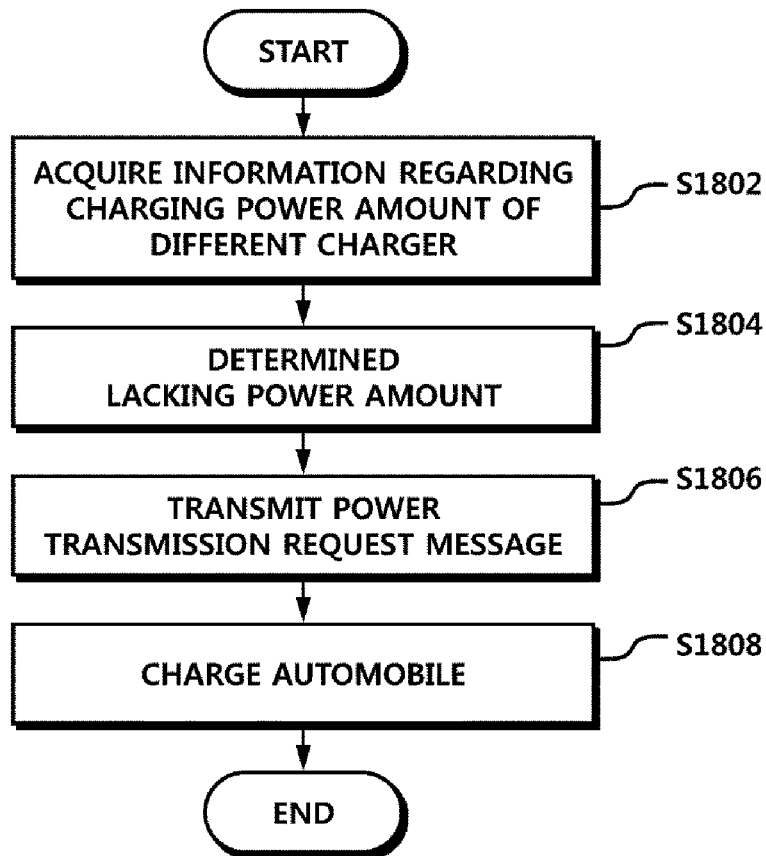 START
ACQUIRE INFORMATION REGARDING
CHARGING POWER AMOUNT OF
DIFFERENT CHARGER
S1802
DETERMINED
LACKING POWER AMOUNT
S1804
TRANSMIT POWER
TRANSMISSION REQUEST MESSAGE
S1806
CHARGE AUTOMOBILE
S1808
END